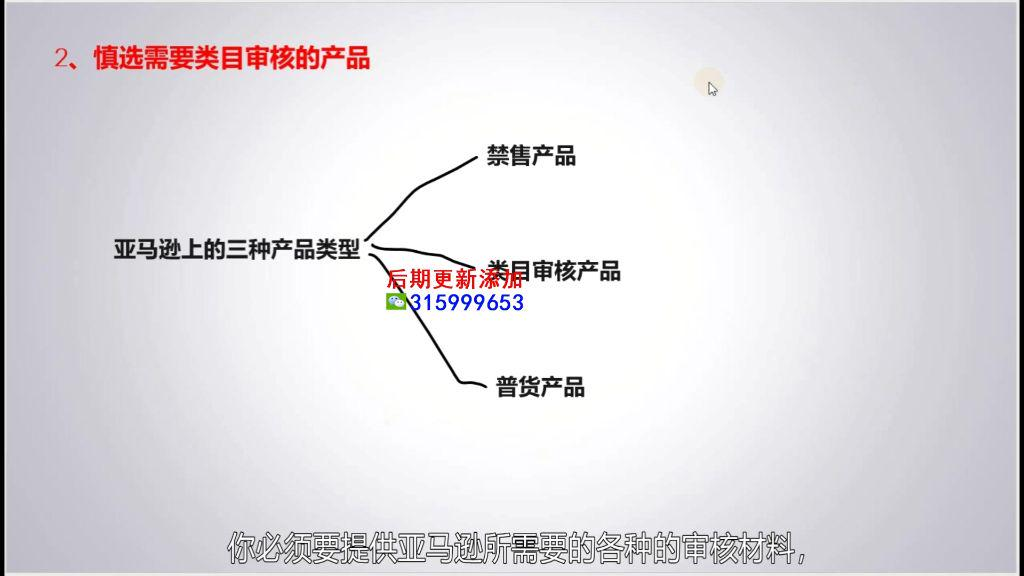 2、慎选需要类目审核的产品
禁售产品
亚马逊上的三种产品类型
类目审核产品
后期更新添加
315999653
普货产品
你必须要提供亚马逊所需要的各种的审核材料，